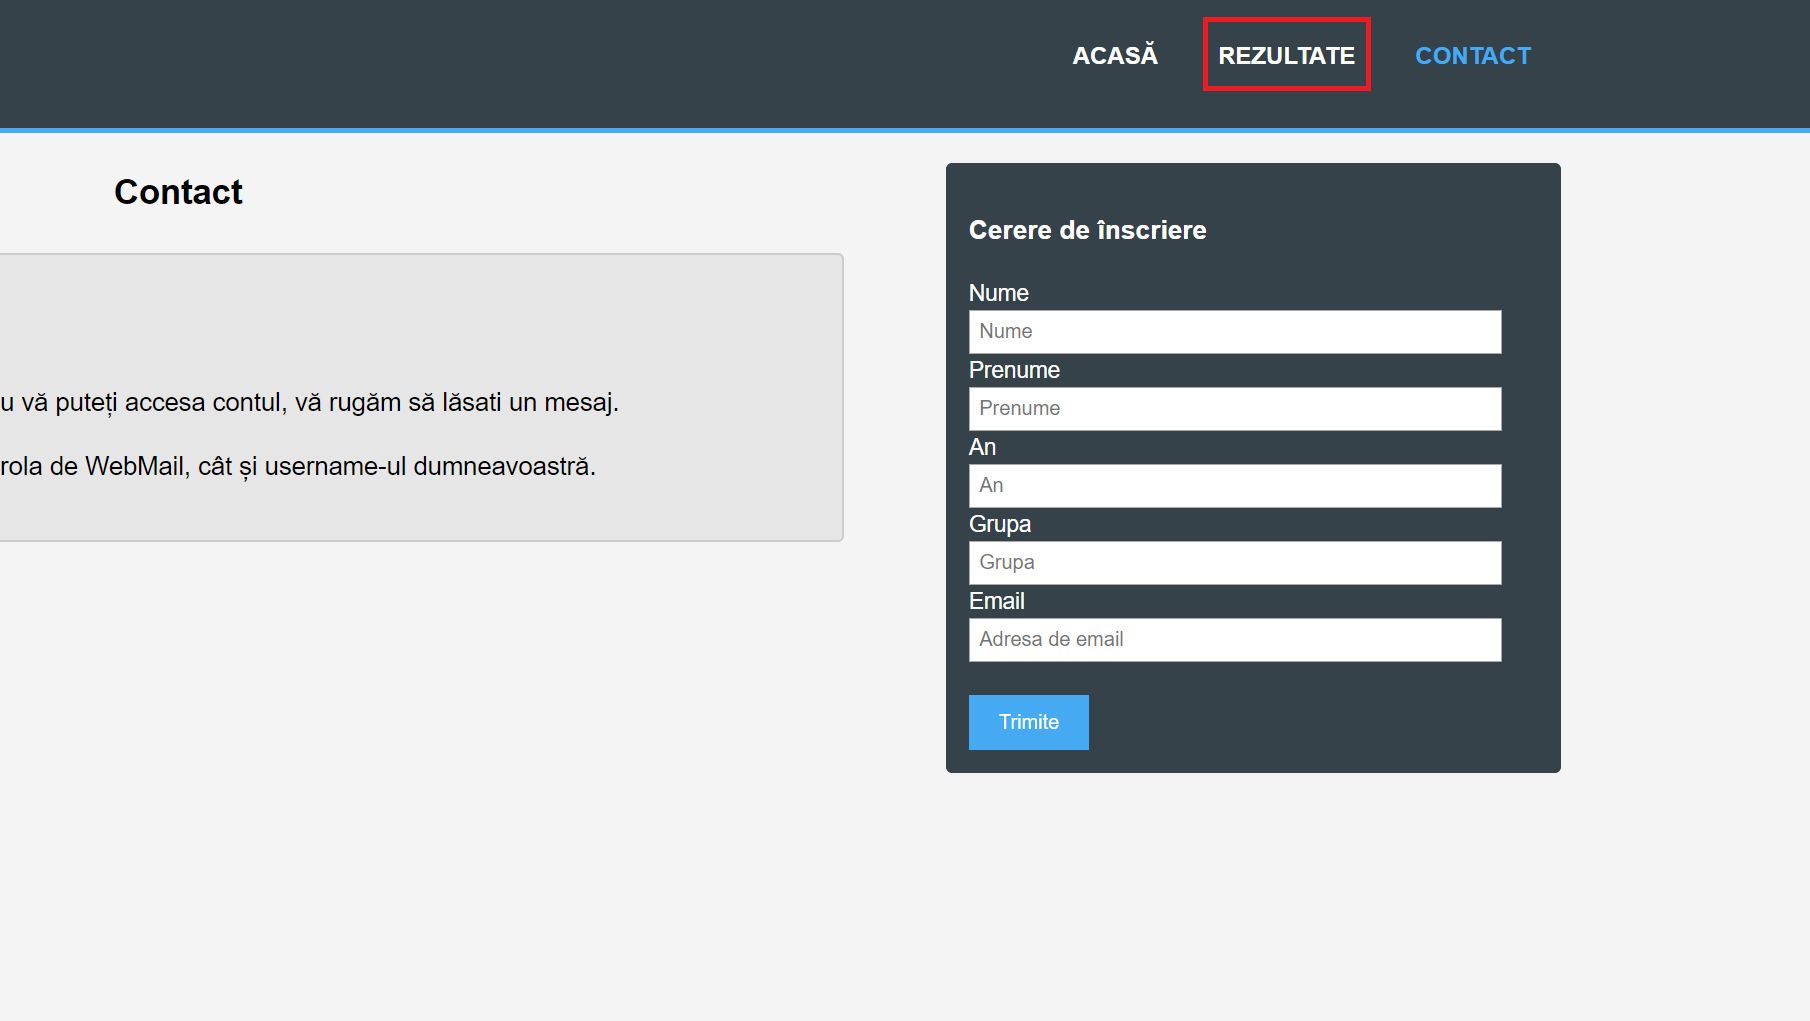 ACASĂ REZULTATE CONTACT
Contact
u vă puteți accesa contul, vă rugăm să lăsati un mesaj.
rola de WebMail, cât și username-ul dumneavoastră.
Cerere de înscriere
Nume
Nume
Prenume
Prenume
An
An
Grupa
Grupa
Email
Adresa de email
Trimite